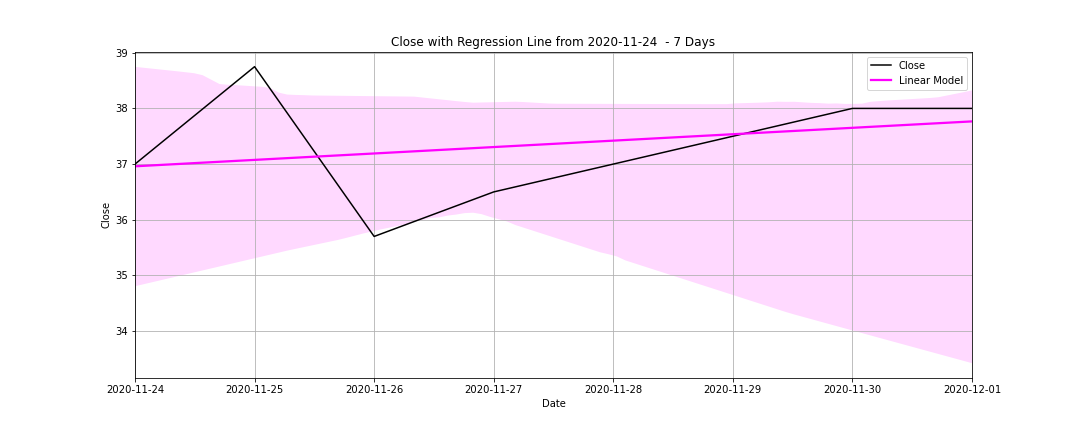 Close with Regression Line from 2020-11-24  - 7 Days
Close
Linear Model
39
38
37
36
35
34
Close
2020-11-24
2020-11-25
2020-11-26
2020-11-27
2020-11-28
2020-11-29
2020-11-30
2020-12-01
Date